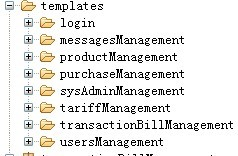 templates
login
messagesManagement
productManagement
purchaseManagement
sysAdminManagement
tariffManagement
transactionBillManagement
usersManagement